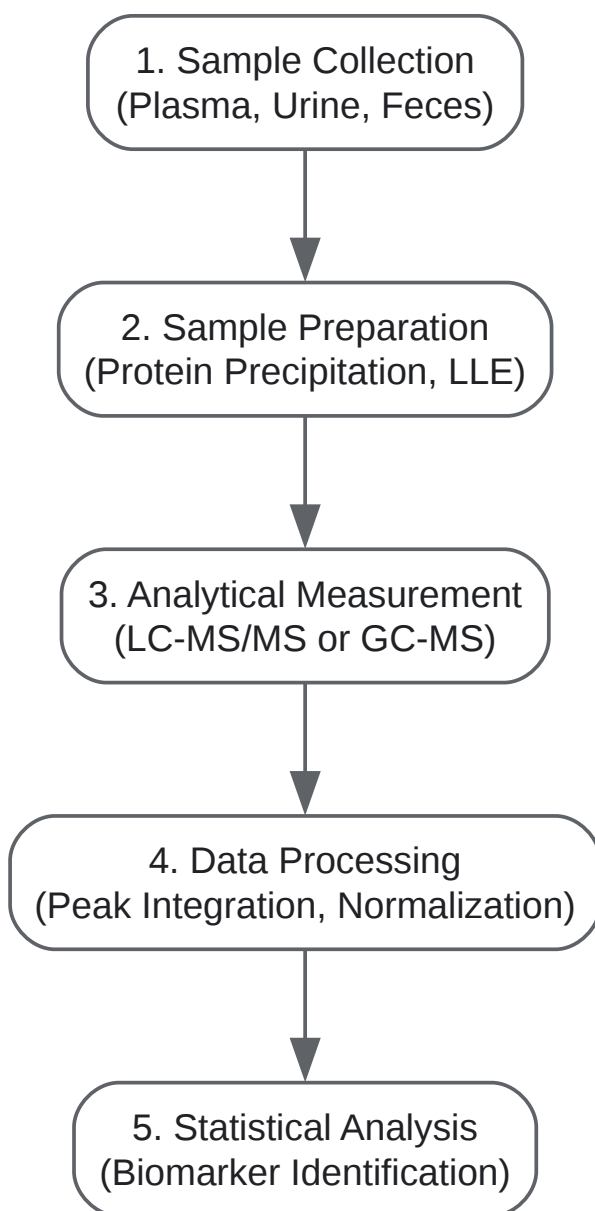 1. Sample Collection
(Plasma, Urine, Feces)
2. Sample Preparation
(Protein Precipitation, LLE)
3. Analytical Measurement
(LC-MS/MS or GC-MS)
4. Data Processing
(Peak Integration, Normalization)
5. Statistical Analysis
(Biomarker Identification)